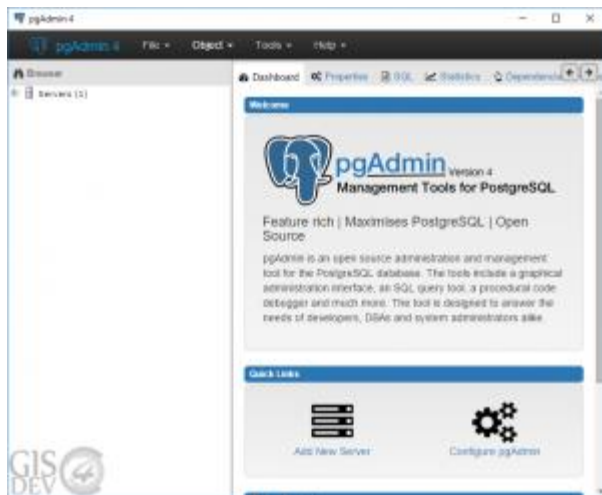 pgAdmin 4
pgAdmin 4 File Object Tools Help
Browser
Servers (1)
Dashboard Properties SQL Statistics Dependencies
Welcome
pgAdmin Version 4
Management Tools for PostgreSQL
Feature rich | Maximises PostgreSQL | Open
Source
pgAdmin is an open source administration and management
tool for the PostgreSQL database. The tools include a graphical
administration interface, an SQL query tool, a procedural code
debugger and much more. The tool is designed to answer the
needs of developers, DBAs and system administrators alike.
Quick Links
Add New Server
Configure pgAdmin
GIS
DEV